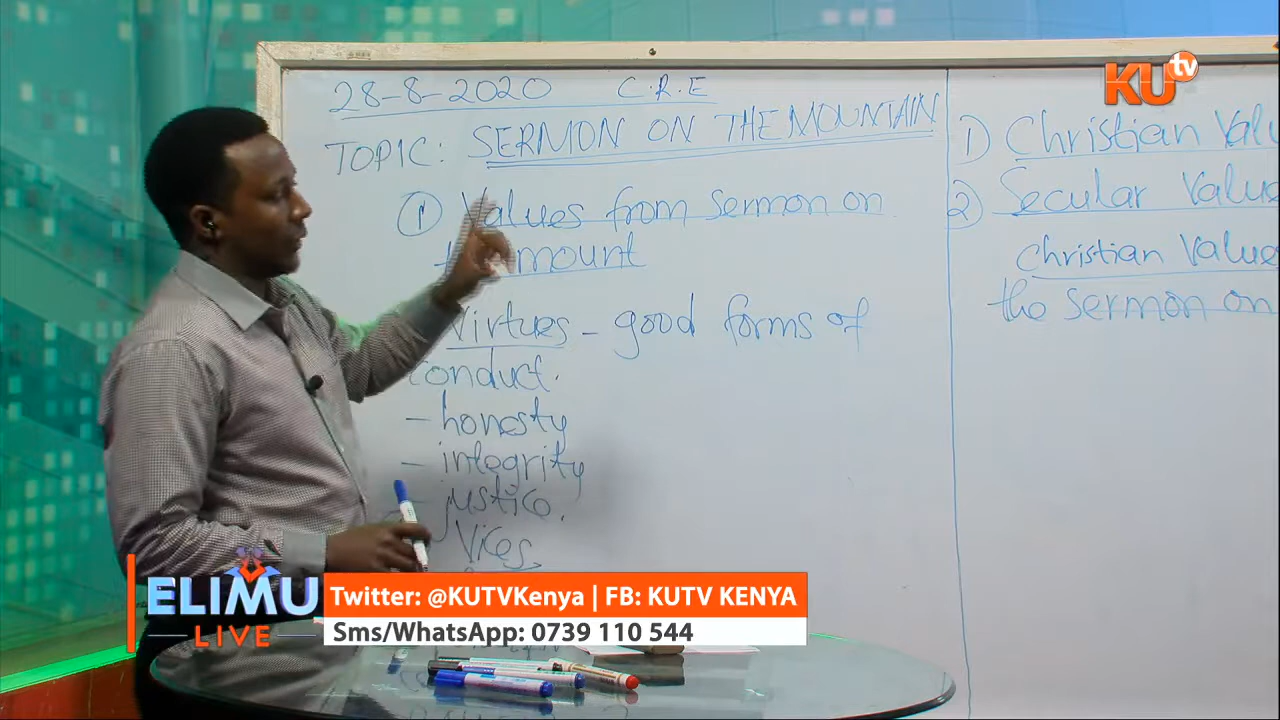 28-8-2020 C.R.E
TOPIC: SERMON ON THE MOUNTAIN
① Values from sermon on
mount
Virtues - good forms of
conduct.
- honesty
- integrity
- justice.
Vices
1) Christian Valu
2) Secular Value
Christian Value
the sermon on
KU tv
ELIMU
LIVE
Twitter: @KUTVKenya | FB: KUTV KENYA
Sms/WhatsApp: 0739 110 544